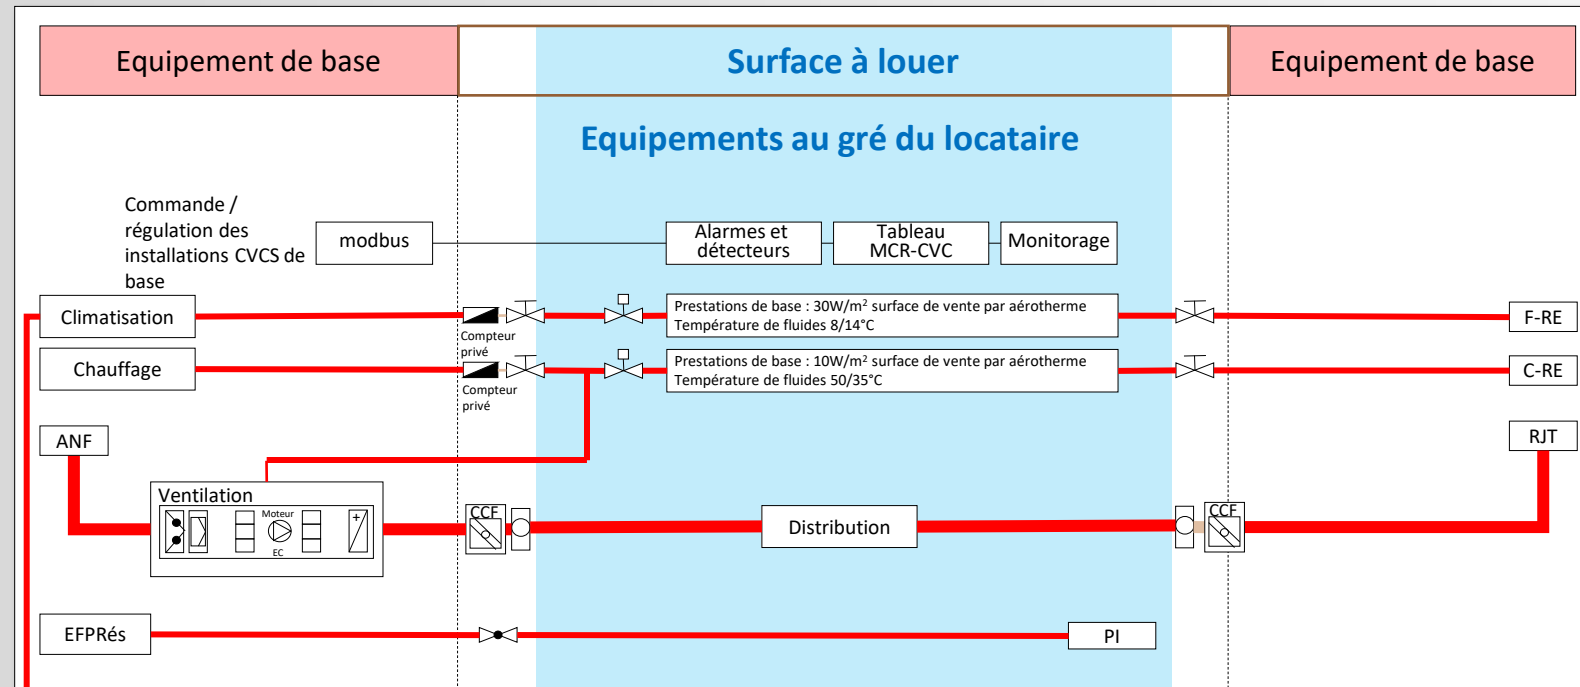 Equipement de base
Surface à louer
Equipement de base
Equipements au gré du locataire
Commande /
régulation des
installations CVCS de
base
modbus
Alarmes et
détecteurs
Tableau
MCR-CVC
Monitorage
Climatisation
Compteur
privé
Prestations de base : 30W/m² surface de vente par aérotherme
Température de fluides 8/14°C
F-RE
Chauffage
Compteur
privé
Prestations de base : 10W/m² surface de vente par aérotherme
Température de fluides 50/35°C
C-RE
ANF
RJT
Ventilation
Moteur
EC
+
CCF
Distribution
CCF
EFPRés
PI